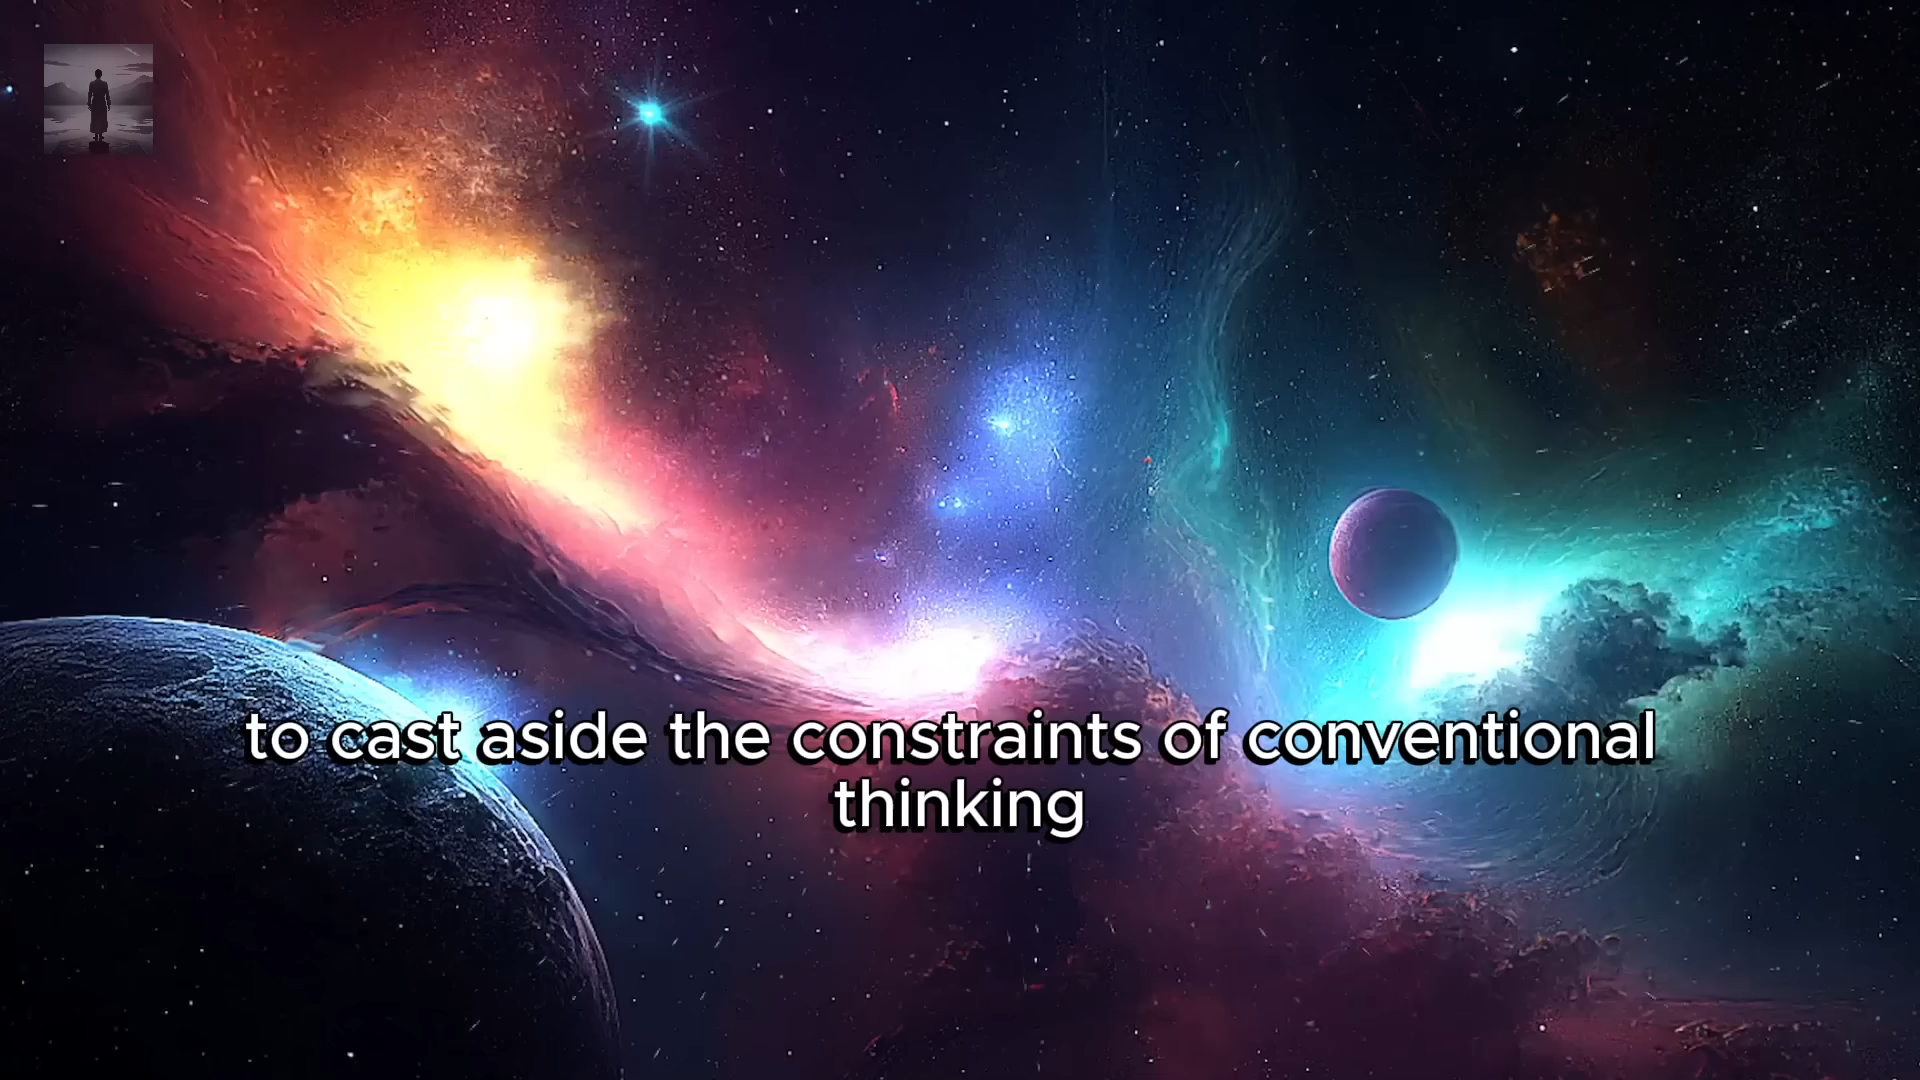 to cast aside the constraints of conventional
thinking